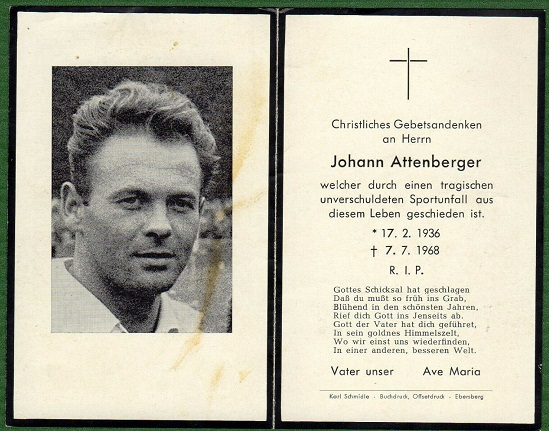 Christliches Gebetsandenken
an Herrn
Johann Attenberger
welcher durch einen tragischen
unverschuldeten Sportunfall aus
diesem Leben geschieden ist.
* 17. 2. 1936
† 7. 7. 1968
R. I. P.
Gottes Schicksal hat geschlagen
Daß du mußt so früh ins Grab,
Blühend in den schönsten Jahren,
Rief dich Gott ins Jenseits ab.
Gott der Vater hat dich geführet,
In sein goldnes Himmelszelt,
Wo wir einst uns wiederfinden,
In einer anderen, besseren Welt.
Vater unser Ave Maria
Karl Schmidle - Buchdruck, Offsetdruck - Ebersberg